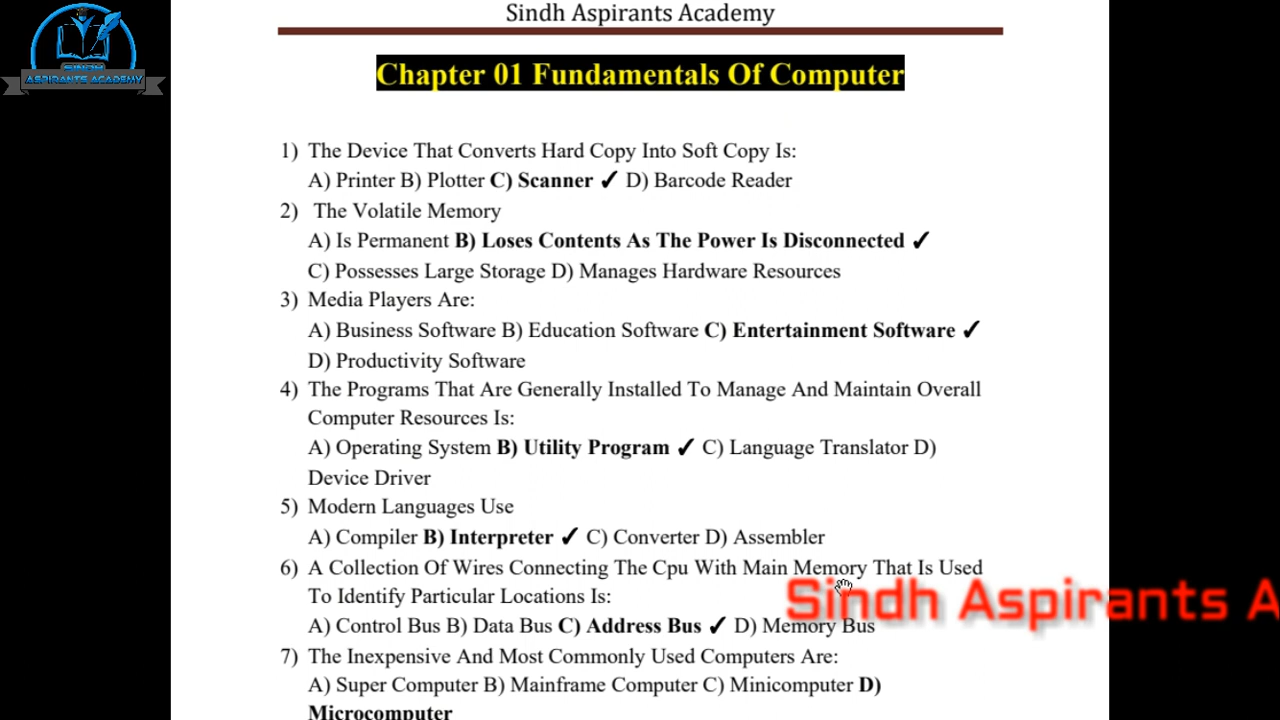 Sindh Aspirants Academy
SINDH
ASPIRANTS ACADEMY
Chapter 01 Fundamentals Of Computer
1) The Device That Converts Hard Copy Into Soft Copy Is:
A) Printer B) Plotter C) Scanner ✓ D) Barcode Reader
2) The Volatile Memory
A) Is Permanent B) Loses Contents As The Power Is Disconnected ✓
C) Possesses Large Storage D) Manages Hardware Resources
3) Media Players Are:
A) Business Software B) Education Software C) Entertainment Software ✓
D) Productivity Software
4) The Programs That Are Generally Installed To Manage And Maintain Overall
Computer Resources Is:
A) Operating System B) Utility Program ✓ C) Language Translator D)
Device Driver
5) Modern Languages Use
A) Compiler B) Interpreter ✓ C) Converter D) Assembler
6) A Collection Of Wires Connecting The Cpu With Main Memory That Is Used
To Identify Particular Locations Is:
Sindh Aspirants A
A) Control Bus B) Data Bus C) Address Bus ✓ D) Memory Bus
7) The Inexpensive And Most Commonly Used Computers Are:
A) Super Computer B) Mainframe Computer C) Minicomputer D)
Microcomputer